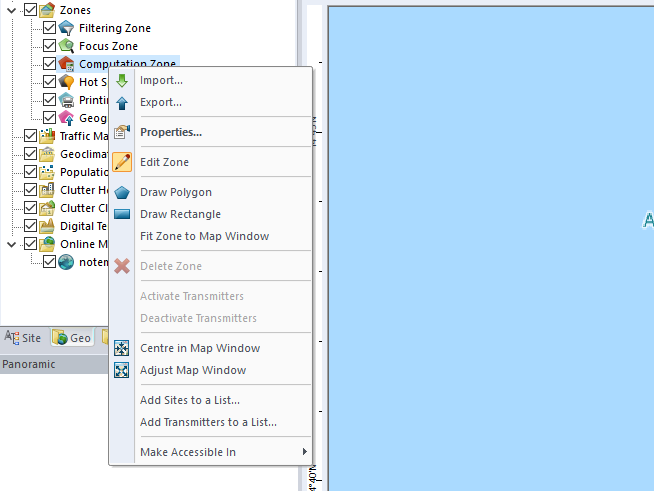 Zones
Filtering Zone
Focus Zone
Computation Zone
Hot S
Printi
Geog
Traffic Ma
Geoclimat
Populatio
Clutter He
Clutter Cl
Digital Te
Online M
noten
Import...
Export...
Properties...
Edit Zone
Draw Polygon
Draw Rectangle
Fit Zone to Map Window
Delete Zone
Activate Transmitters
Deactivate Transmitters
Centre in Map Window
Adjust Map Window
Add Sites to a List...
Add Transmitters to a List...
Make Accessible In
Site
Geo
Panoramic
A
4°40'N